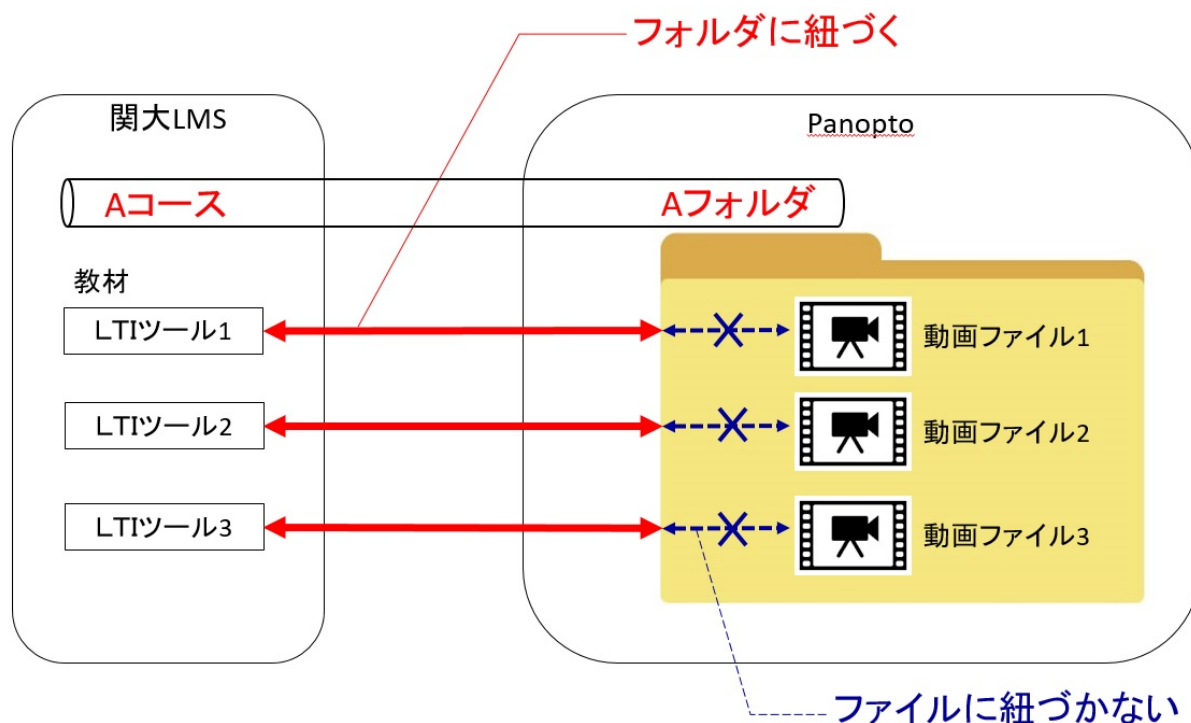 フォルダに紐づく
関大LMS
Panopto
Aコース
Aフォルダ
教材
LTIツール1
動画ファイル1
LTIツール2
動画ファイル2
LTIツール3
動画ファイル3
ファイルに紐づかない